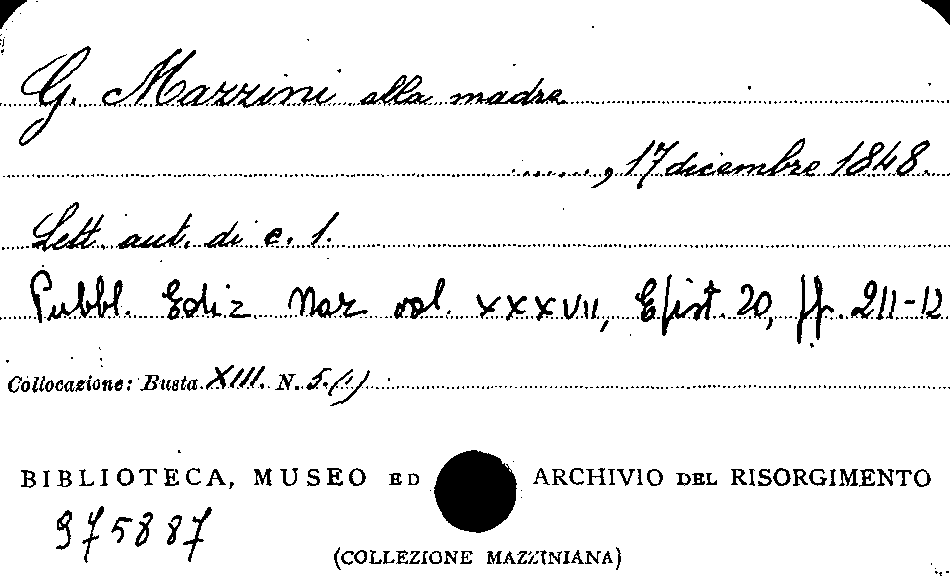 G. Mazzini alla madre
......, 17 dicembre 1848.
Lett. aut. di c. 1.
Pubbl. Ediz. Naz vol. XXXVII, Epist. 20, pp. 211-12
Collocazione: Busta XIII. N. 5.(1)
BIBLIOTECA, MUSEO ED ARCHIVIO DEL RISORGIMENTO
975887
(COLLEZIONE MAZZINIANA)